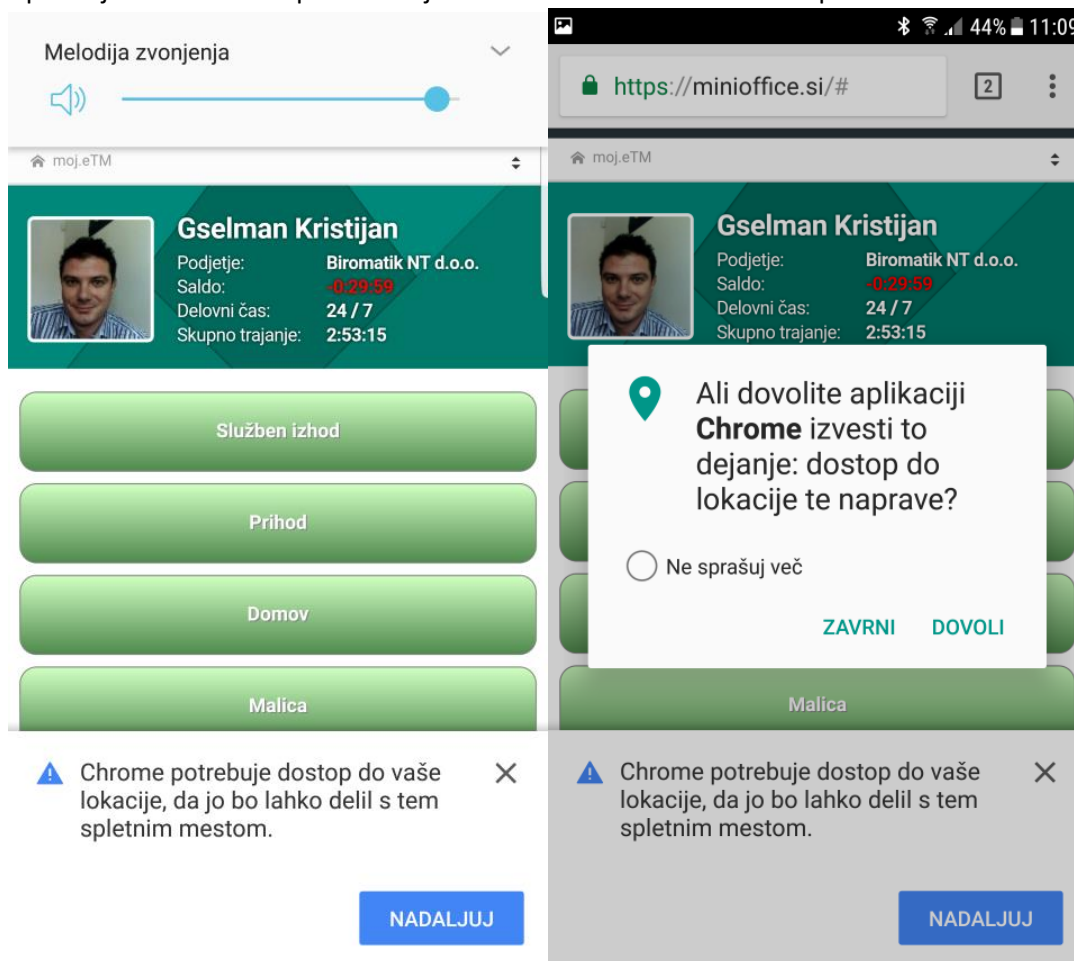 Melodija zvonjenja
moj.eTM
Gselman Kristijan
Podjetje: Biromatik NT d.o.o.
Saldo: -0:29:59
Delovni čas: 24 / 7
Skupno trajanje: 2:53:15
Služben izhod
Prihod
Domov
Malica
Chrome potrebuje dostop do vaše
lokacije, da jo bo lahko delil s tem
spletnim mestom.
NADALJUJ
44% 11:09
https://minioffice.si/#
2
moj.eTM
Gselman Kristijan
Podjetje: Biromatik NT d.o.o.
Saldo: -0:29:59
Delovni čas: 24 / 7
Skupno trajanje: 2:53:15
Ali dovolite aplikaciji
Chrome izvesti to
dejanje: dostop do
lokacije te naprave?
Ne sprašuj več
ZAVRNI DOVOLI
Malica
Chrome potrebuje dostop do vaše
lokacije, da jo bo lahko delil s tem
spletnim mestom.
NADALJUJ